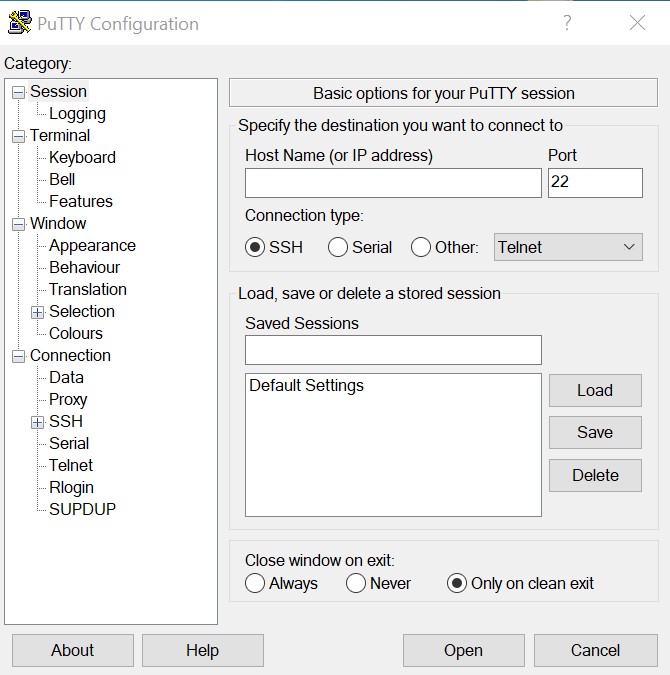 PuTTY Configuration
?
Category:
Session
Logging
Terminal
Keyboard
Bell
Features
Window
Appearance
Behaviour
Translation
Selection
Colours
Connection
Data
Proxy
SSH
Serial
Telnet
Rlogin
SUPDUP
Basic options for your PuTTY session
Specify the destination you want to connect to
Host Name (or IP address) Port
22
Connection type:
SSH Serial Other: Telnet
Load, save or delete a stored session
Saved Sessions
Default Settings
Load
Save
Delete
Close window on exit:
Always Never Only on clean exit
About Help Open Cancel